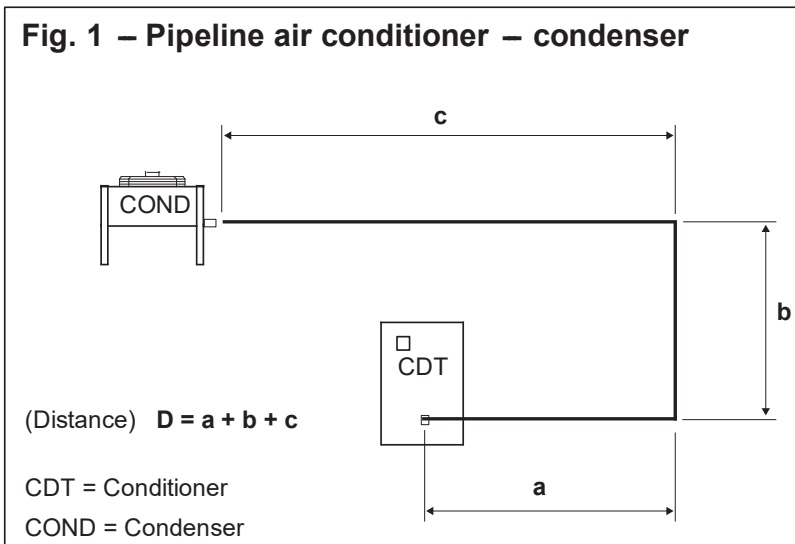 Fig. 1 – Pipeline air conditioner – condenser
c
COND
b
CDT
(Distance) D = a + b + c
a
CDT = Conditioner
COND = Condenser